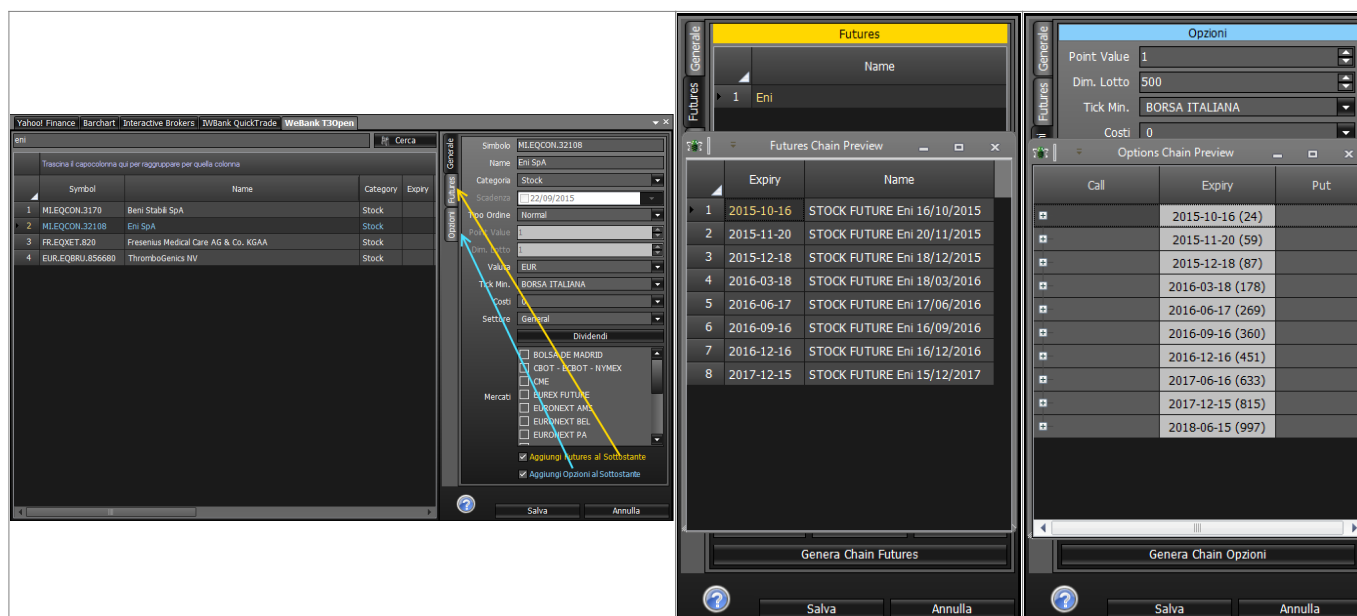 Yahoo! Finance Barchart Interactive Brokers IWBank QuickTrade WeBank T3Open
eni Cerca
Trascina il capocolonna qui per raggruppare per quella colonna
Symbol Name Category Expiry
1 MI.EQCON.3170 Beni Stabili SpA Stock
2 MI.EQCON.32108 Eni SpA Stock
3 FR.EQXET.820 Fresenius Medical Care AG & Co. KGAA Stock
4 EUR.EQBRU.856680 ThromboGenics NV Stock
Generale
Futures
Opzioni
Simbolo MI.EQCON.32108
Name Eni SpA
Categoria Stock
Scadenza 22/09/2015
Tipo Ordine Normal
Point Value 1
Dim. Lotto 1
Valuta EUR
Tick Min. BORSA ITALIANA
Costi 0
Settore General
Dividendi
Mercati
BOLSA DE MADRID
CBOT - ECBOT - NYMEX
CME
EUREX FUTURE
EURONEXT AMS
EURONEXT BEL
EURONEXT PA
Aggiungi Futures al Sottostante
Aggiungi Opzioni al Sottostante
Salva Annulla
Generale
Futures
Futures
Name
1 Eni
Futures Chain Preview
Expiry Name
1 2015-10-16 STOCK FUTURE Eni 16/10/2015
2 2015-11-20 STOCK FUTURE Eni 20/11/2015
3 2015-12-18 STOCK FUTURE Eni 18/12/2015
4 2016-03-18 STOCK FUTURE Eni 18/03/2016
5 2016-06-17 STOCK FUTURE Eni 17/06/2016
6 2016-09-16 STOCK FUTURE Eni 16/09/2016
7 2016-12-16 STOCK FUTURE Eni 16/12/2016
8 2017-12-15 STOCK FUTURE Eni 15/12/2017
Genera Chain Futures
Salva Annulla
Generale
Futures
Opzioni
Point Value 1
Dim. Lotto 500
Tick Min. BORSA ITALIANA
Costi 0
Options Chain Preview
Call Expiry Put
2015-10-16 (24)
2015-11-20 (59)
2015-12-18 (87)
2016-03-18 (178)
2016-06-17 (269)
2016-09-16 (360)
2016-12-16 (451)
2017-06-16 (633)
2017-12-15 (815)
2018-06-15 (997)
Genera Chain Opzioni
Salva Annulla